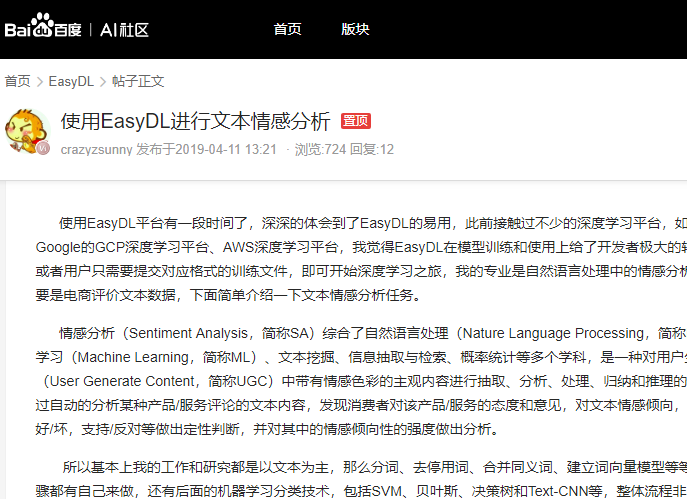 Bai du 百度 | AI社区 首页 版块
首页 > EasyDL > 帖子正文
使用EasyDL进行文本情感分析 置顶
crazyzsunny 发布于2019-04-11 13:21 · 浏览:724 回复:12
使用EasyDL平台有一段时间了，深深的体会到了EasyDL的易用，此前接触过不少的深度学习平台，如
Google的GCP深度学习平台、AWS深度学习平台，我觉得EasyDL在模型训练和使用上给了开发者极大的
或者用户只需要提交对应格式的训练文件，即可开始深度学习之旅，我的专业是自然语言处理中的情感分析
要是电商评价文本数据，下面简单介绍一下文本情感分析任务。
情感分析（Sentiment Analysis，简称SA）综合了自然语言处理（Nature Language Processing，简称
学习（Machine Learning，简称ML）、文本挖掘、信息抽取与检索、概率统计等多个学科，是一种对用户
（User Generate Content，简称UGC）中带有情感色彩的主观内容进行抽取、分析、处理、归纳和推理的
过自动的分析某种产品/服务评论的文本内容，发现消费者对该产品/服务的态度和意见，对文本情感倾向，
好/坏，支持/反对等做出定性判断，并对其中的情感倾向性的强度做出分析。
所以基本上我的工作和研究都是以文本为主，那么分词、去停用词、合并同义词、建立词向量模型等等
骤都有自己来做，还有后面的机器学习分类技术，包括SVM、贝叶斯、决策树和Text-CNN等，整体流程非